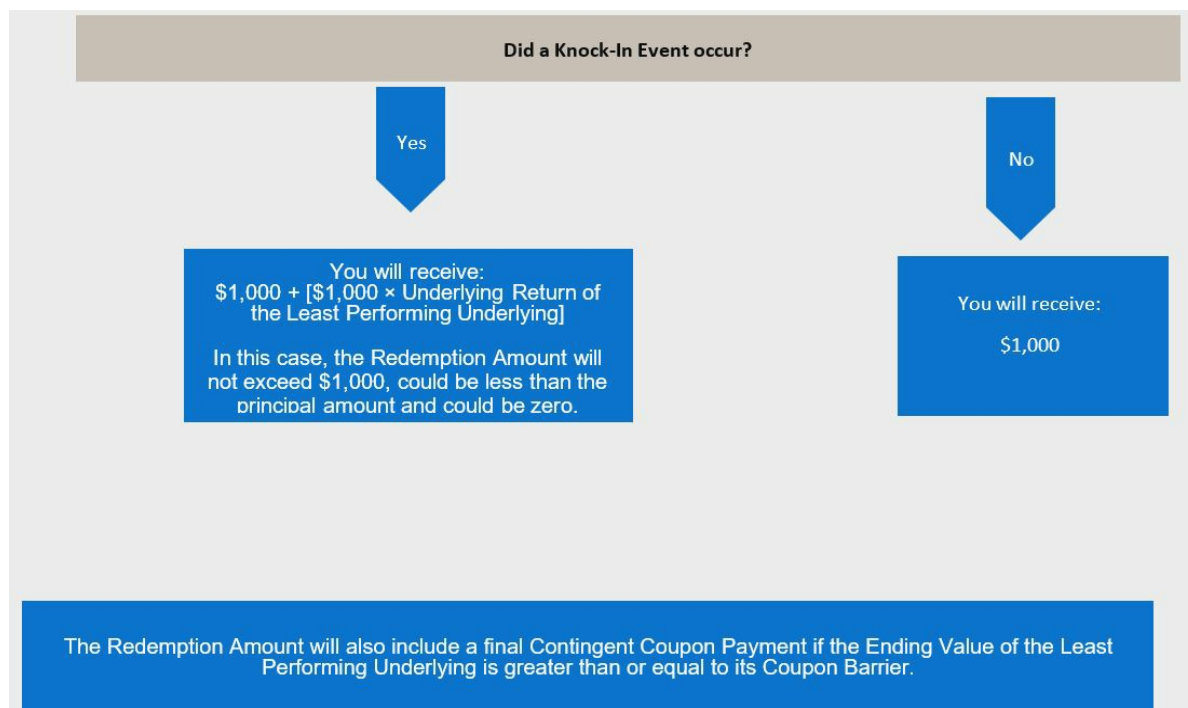 Did a Knock-In Event occur?
Yes
No
You will receive:
$1,000 + [$1,000 × Underlying Return of
the Least Performing Underlying]
In this case, the Redemption Amount will
not exceed $1,000, could be less than the
principal amount and could be zero.
You will receive:
$1,000
The Redemption Amount will also include a final Contingent Coupon Payment if the Ending Value of the Least
Performing Underlying is greater than or equal to its Coupon Barrier.